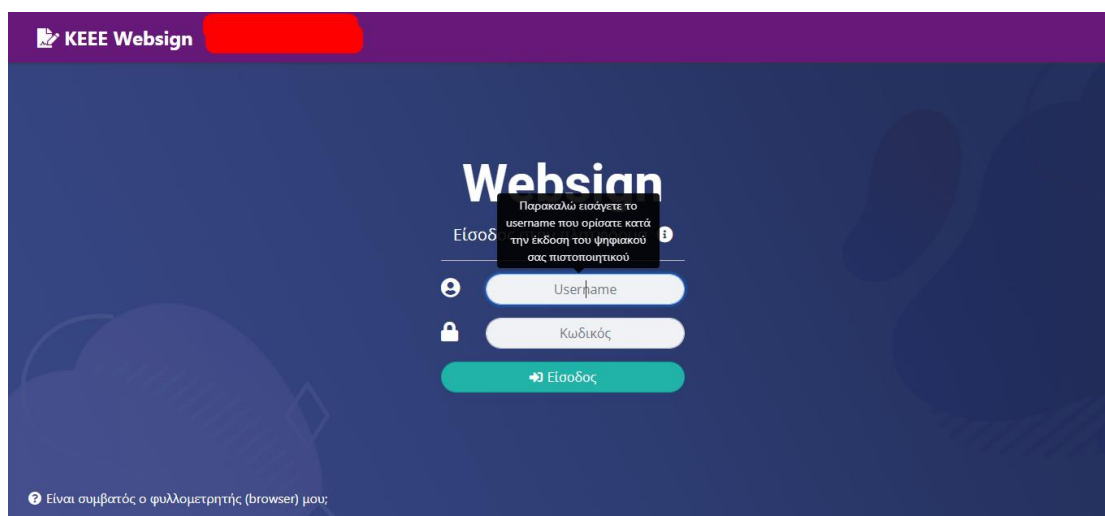 KEEE Websign
Websign
Παρακαλώ εισάγετε το
username που ορίσατε κατά
την έκδοση του ψηφιακού
σας πιστοποιητικού
Username
Κωδικός
Είσοδος
Είναι συμβατός ο φυλλομετρητής (browser) μου;